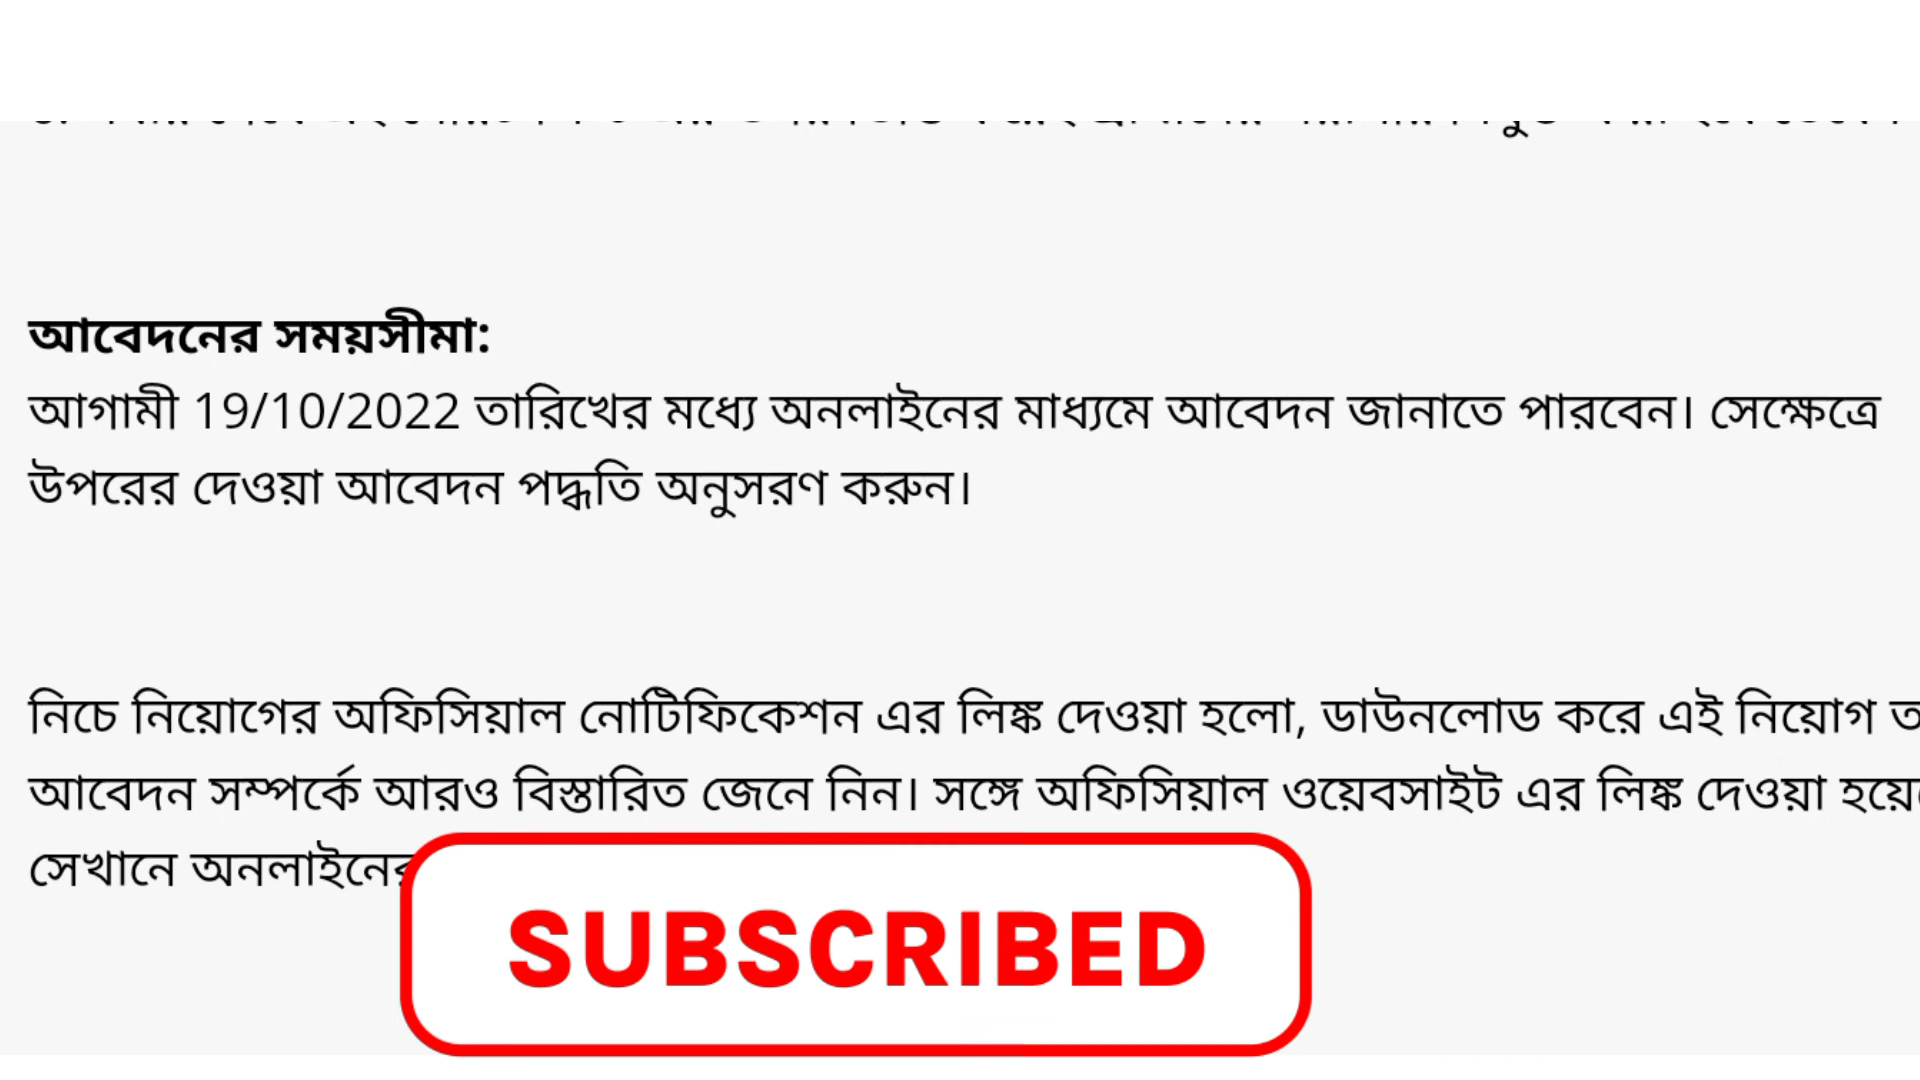 আবেদনের সময়সীমা:
আগামী 19/10/2022 তারিখের মধ্যে অনলাইনের মাধ্যমে আবেদন জানাতে পারবেন। সেক্ষেত্রে
উপরের দেওয়া আবেদন পদ্ধতি অনুসরণ করুন।
নিচে নিয়োগের অফিসিয়াল নোটিফিকেশন এর লিঙ্ক দেওয়া হলো, ডাউনলোড করে এই নিয়োগ
আবেদন সম্পর্কে আরও বিস্তারিত জেনে নিন। সঙ্গে অফিসিয়াল ওয়েবসাইট এর লিঙ্ক দেওয়া
সেখানে অনলাইনের
SUBSCRIBED